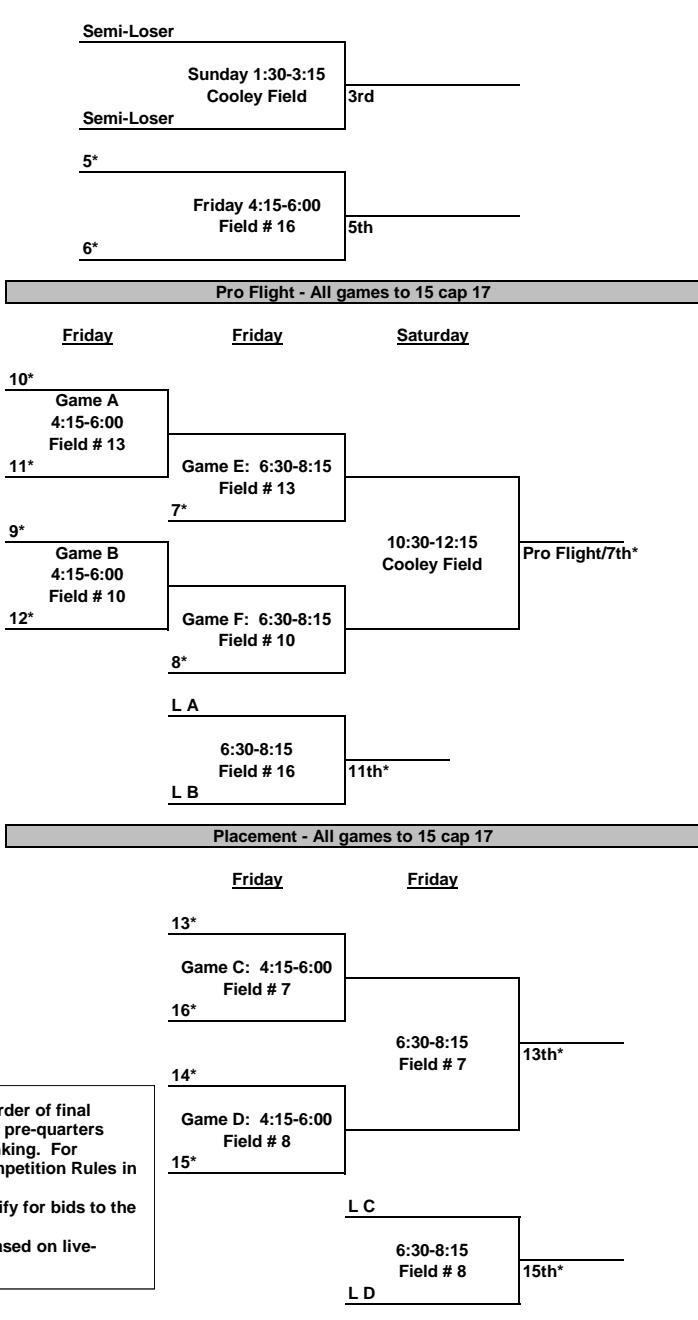 Semi-Loser
Sunday 1:30-3:15
Cooley Field
3rd
Semi-Loser
5*
Friday 4:15-6:00
Field # 16
5th
6*
Pro Flight - All games to 15 cap 17
Friday Friday Saturday
10*
Game A
4:15-6:00
Field # 13
11*
Game E: 6:30-8:15
Field # 13
7*
9*
Game B
4:15-6:00
Field # 10
12*
10:30-12:15
Cooley Field
Pro Flight/7th*
Game F: 6:30-8:15
Field # 10
8*
L A
6:30-8:15
Field # 16
11th*
L B
Placement - All games to 15 cap 17
Friday Friday
13*
Game C: 4:15-6:00
Field # 7
16*
6:30-8:15
Field # 7
13th*
14*
Game D: 4:15-6:00
Field # 8
15*
L C
6:30-8:15
Field # 8
15th*
L D
rder of final
pre-quarters
king. For
mpetition Rules in
ify for bids to the
ased on live-